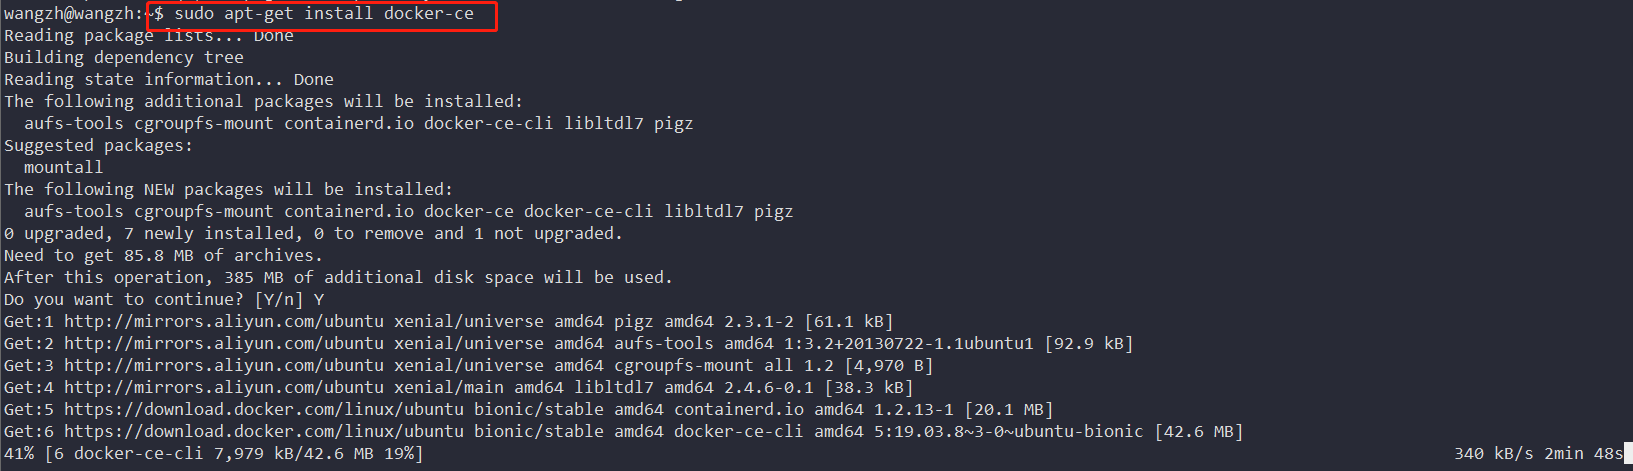 wangzh@wangzh:~$ sudo apt-get install docker-ce
Reading package lists... Done
Building dependency tree
Reading state information... Done
The following additional packages will be installed:
  aufs-tools cgroupfs-mount containerd.io docker-ce-cli libltdl7 pigz
Suggested packages:
  mountall
The following NEW packages will be installed:
  aufs-tools cgroupfs-mount containerd.io docker-ce docker-ce-cli libltdl7 pigz
0 upgraded, 7 newly installed, 0 to remove and 1 not upgraded.
Need to get 85.8 MB of archives.
After this operation, 385 MB of additional disk space will be used.
Do you want to continue? [Y/n] Y
Get:1 http://mirrors.aliyun.com/ubuntu xenial/universe amd64 pigz amd64 2.3.1-2 [61.1 kB]
Get:2 http://mirrors.aliyun.com/ubuntu xenial/universe amd64 aufs-tools amd64 1:3.2+20130722-1.1ubuntu1 [92.9 kB]
Get:3 http://mirrors.aliyun.com/ubuntu xenial/universe amd64 cgroupfs-mount all 1.2 [4,970 B]
Get:4 http://mirrors.aliyun.com/ubuntu xenial/main amd64 libltdl7 amd64 2.4.6-0.1 [38.3 kB]
Get:5 https://download.docker.com/linux/ubuntu bionic/stable amd64 containerd.io amd64 1.2.13-1 [20.1 MB]
Get:6 https://download.docker.com/linux/ubuntu bionic/stable amd64 docker-ce-cli amd64 5:19.03.8~3-0~ubuntu-bionic [42.6 MB]
41% [6 docker-ce-cli 7,979 kB/42.6 MB 19%] 340 kB/s 2min 48s